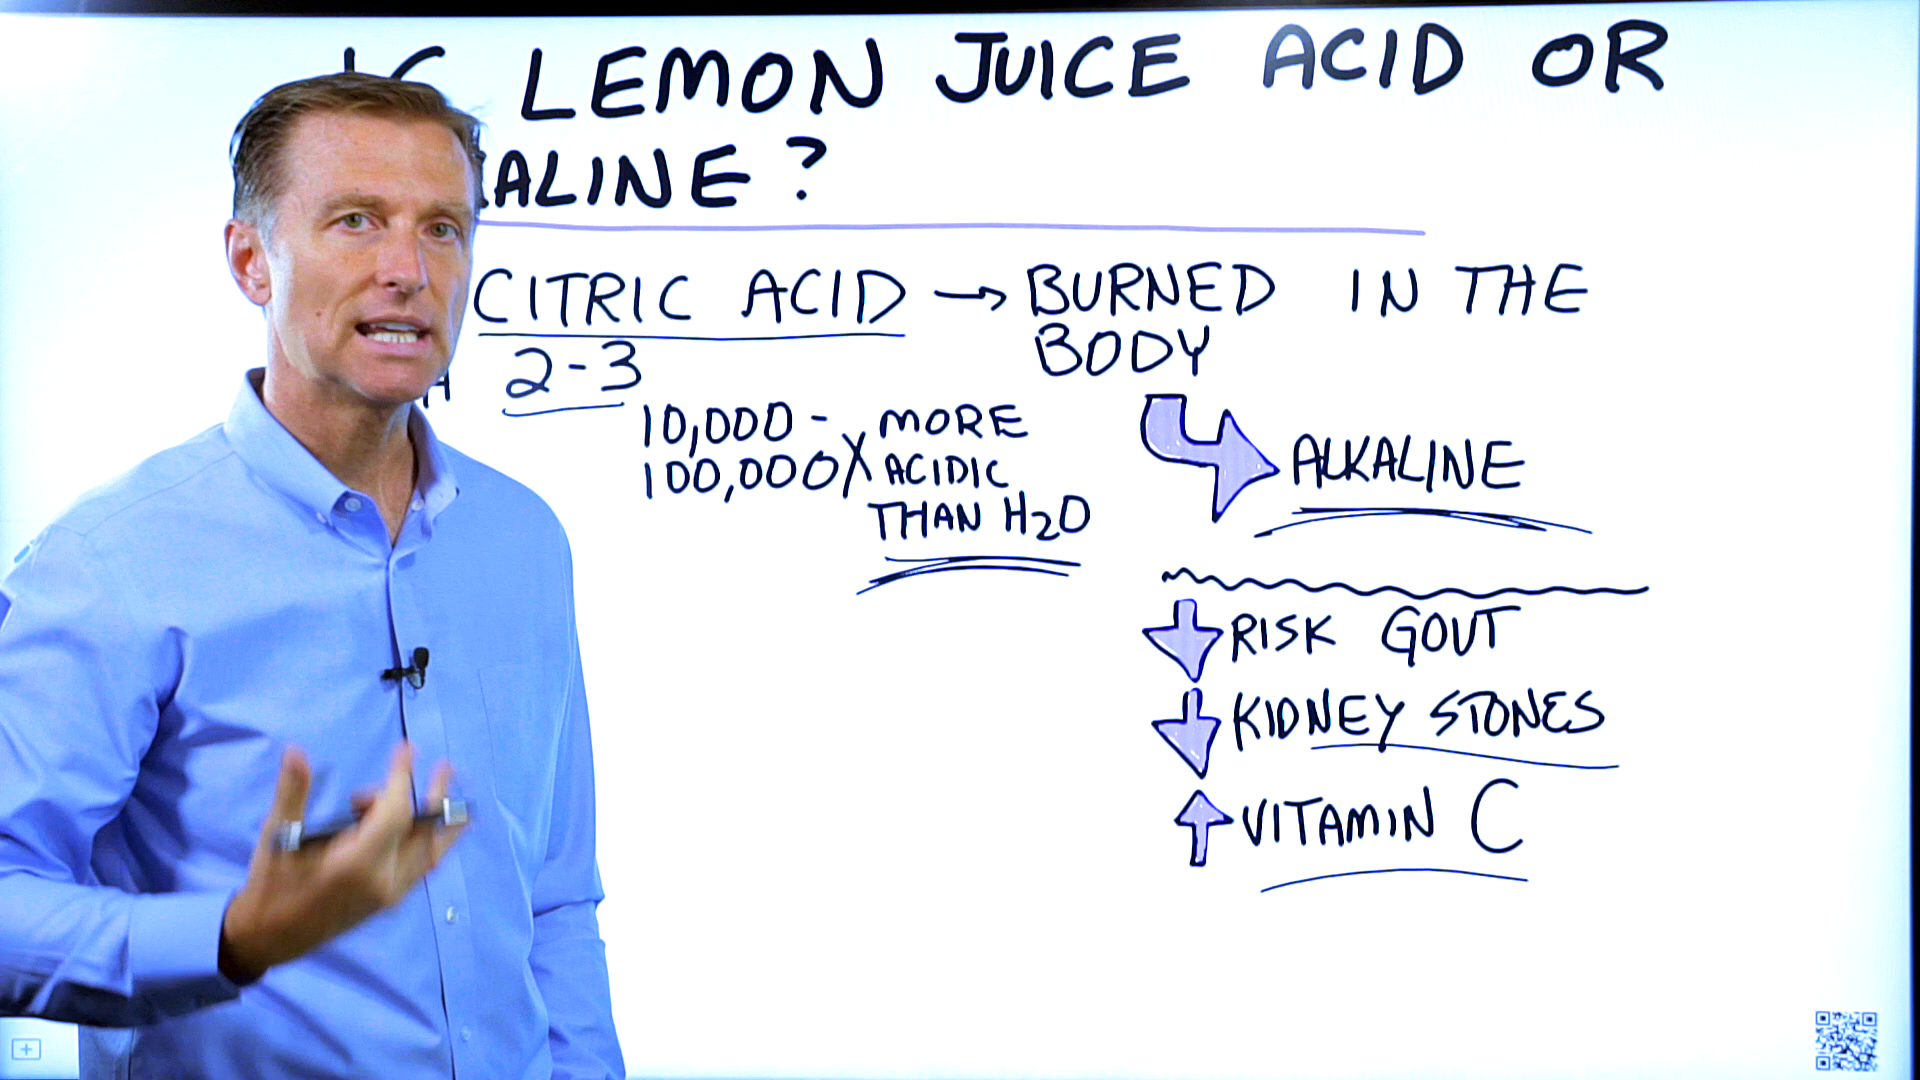 LEMON JUICE ACID OR
ALINE?
CITRIC ACID → BURNED IN THE
BODY
2-3
10,000 - MORE
100,000 X ACIDIC
THAN H2O
ALKALINE
RISK GOUT
KIDNEY STONES
VITAMIN C